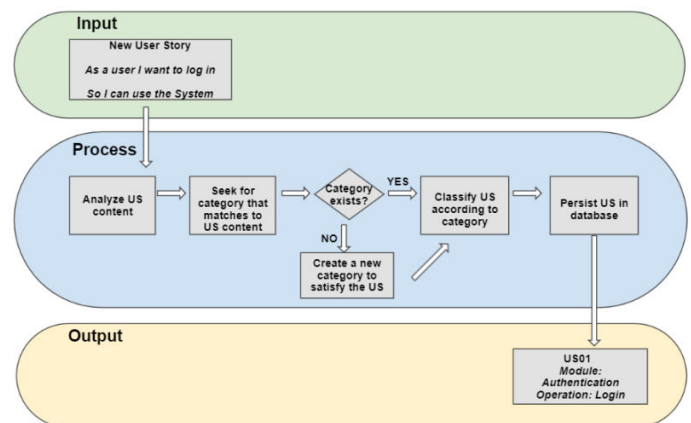 Input
New User Story
As a user I want to log in
So I can use the System
Process
Analyze US
content
Seek for
category that
matches to
US content
Category
exists?
YES
NO
Create a new
category to
satisfy the US
Classify US
according to
category
Persist US in
database
Output
US01
Module:
Authentication
Operation: Login